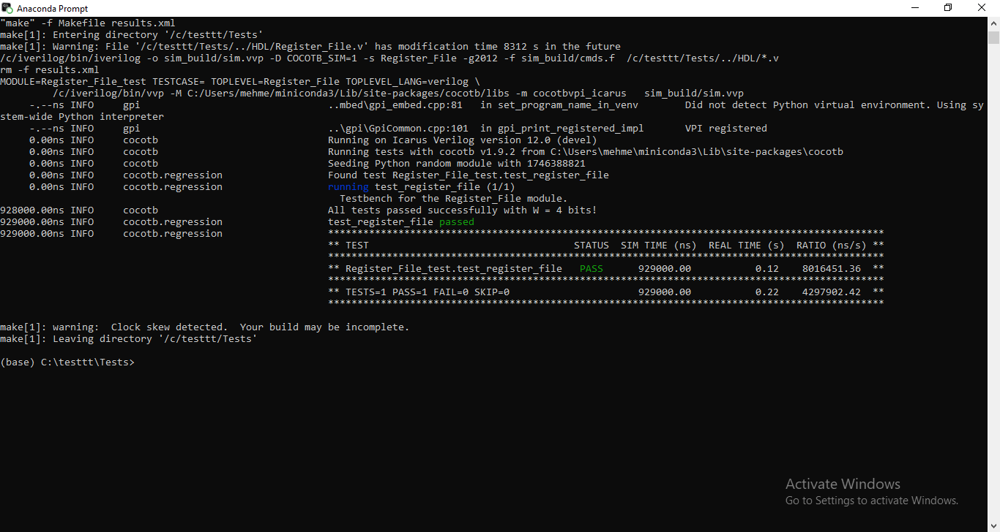 Anaconda Prompt
"make" -f Makefile results.xml
make[1]: Entering directory '/c/testtt/Tests'
make[1]: Warning: File '/c/testtt/Tests/../HDL/Register_File.v' has modification time 8312 s in the future
/c/iverilog/bin/iverilog -o sim_build/sim.vvp -D COCOTB_SIM=1 -s Register_File -g2012 -f sim_build/cmds.f  /c/testtt/Tests/../HDL/*.v
rm -f results.xml
MODULE=Register_File_test TESTCASE= TOPLEVEL=Register_File TOPLEVEL_LANG=verilog \
         /c/iverilog/bin/vvp -M C:/Users/mehme/miniconda3/Lib/site-packages/cocotb/libs -m cocotbvpi_icarus   sim_build/sim.vvp
     -.--ns INFO     gpi                                ..mbed\gpi_embed.cpp:81   in set_program_name_in_venv        Did not detect Python virtual environment. Using sy
stem-wide Python interpreter
     -.--ns INFO     gpi                                ..\gpi\GpiCommon.cpp:101  in gpi_print_registered_impl       VPI registered
     0.00ns INFO     cocotb                             Running on Icarus Verilog version 12.0 (devel)
     0.00ns INFO     cocotb                             Running tests with cocotb v1.9.2 from C:\Users\mehme\miniconda3\Lib\site-packages\cocotb
     0.00ns INFO     cocotb                             Seeding Python random module with 1746388821
     0.00ns INFO     cocotb.regression                  Found test Register_File_test.test_register_file
     0.00ns INFO     cocotb.regression                  running test_register_file (1/1)
                                                          Testbench for the Register_File module.
928000.00ns INFO     cocotb                             All tests passed successfully with W = 4 bits!
929000.00ns INFO     cocotb.regression                  test_register_file passed
929000.00ns INFO     cocotb.regression                  ***********************************************************************************************
                                                        ** TEST                                   STATUS  SIM TIME (ns)  REAL TIME (s)  RATIO (ns/s) **
                                                        ***********************************************************************************************
                                                        ** Register_File_test.test_register_file   PASS      929000.00           0.12    8016451.36  **
                                                        ***********************************************************************************************
                                                        ** TESTS=1 PASS=1 FAIL=0 SKIP=0                      929000.00           0.22    4297902.42  **
                                                        ***********************************************************************************************
make[1]: warning:  Clock skew detected.  Your build may be incomplete.
make[1]: Leaving directory '/c/testtt/Tests'
(base) C:\testtt\Tests>
Activate Windows
Go to Settings to activate Windows.